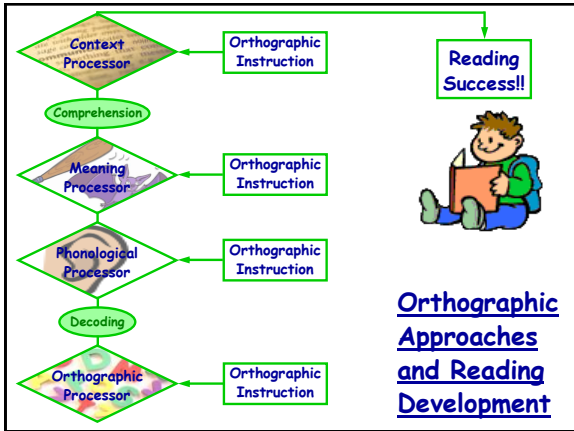 Context
Processor
Orthographic
Instruction
Reading
Success!!
Comprehension
Meaning
Processor
Orthographic
Instruction
Phonological
Processor
Orthographic
Instruction
Decoding
Orthographic
Processor
Orthographic
Instruction
Orthographic
Approaches
and Reading
Development